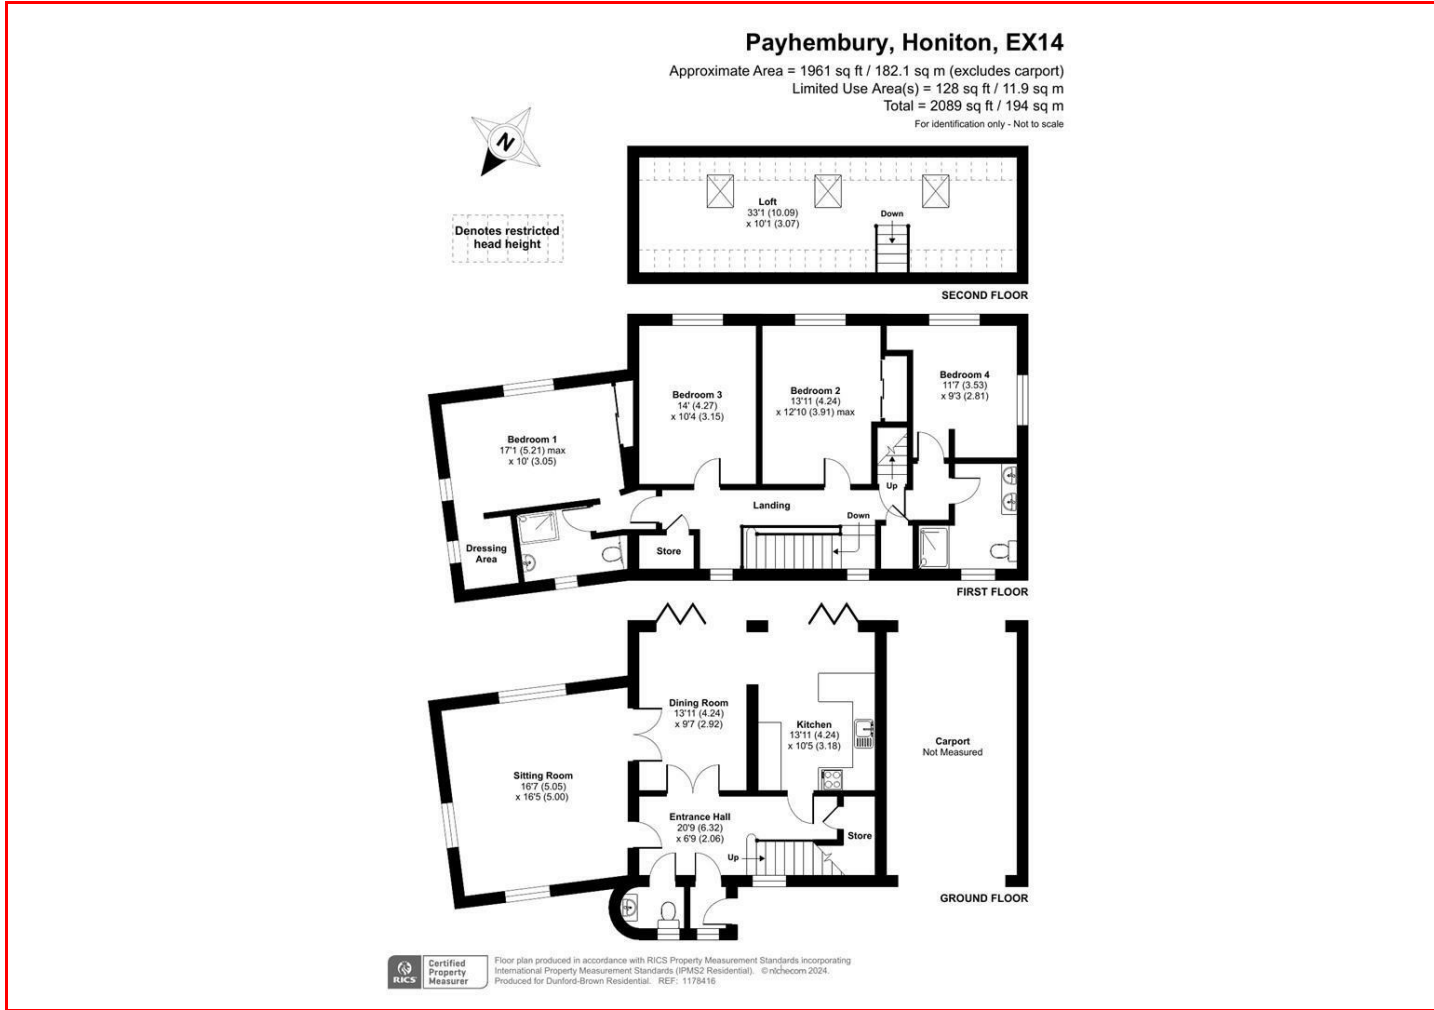 Payhembury, Honiton, EX14
Approximate Area = 1961 sq ft / 182.1 sq m (excludes carport)
Limited Use Area(s) = 128 sq ft / 11.9 sq m
Total = 2089 sq ft / 194 sq m
For identification only - Not to scale
N
Denotes restricted
head height
Loft
33'1 (10.09)
x 10'1 (3.07)
Down
SECOND FLOOR
Bedroom 1
17'1 (5.21) max
x 10' (3.05)
Bedroom 3
14' (4.27)
x 10'4 (3.15)
Bedroom 2
13'11 (4.24)
x 12'10 (3.91) max
Bedroom 4
11'7 (3.53)
x 9'3 (2.81)
Up
Landing
Down
Dressing
Area
Store
FIRST FLOOR
Dining Room
13'11 (4.24)
x 9'7 (2.92)
Kitchen
13'11 (4.24)
x 10'5 (3.18)
Carport
Not Measured
Sitting Room
16'7 (5.05)
x 16'5 (5.00)
Entrance Hall
20'9 (6.32)
x 6'9 (2.06)
Store
Up
GROUND FLOOR
RICS
Certified
Property
Measurer
Floor plan produced in accordance with RICS Property Measurement Standards incorporating
International Property Measurement Standards (IPMS2 Residential). © nichecom 2024.
Produced for Dunford-Brown Residential. REF: 1178416